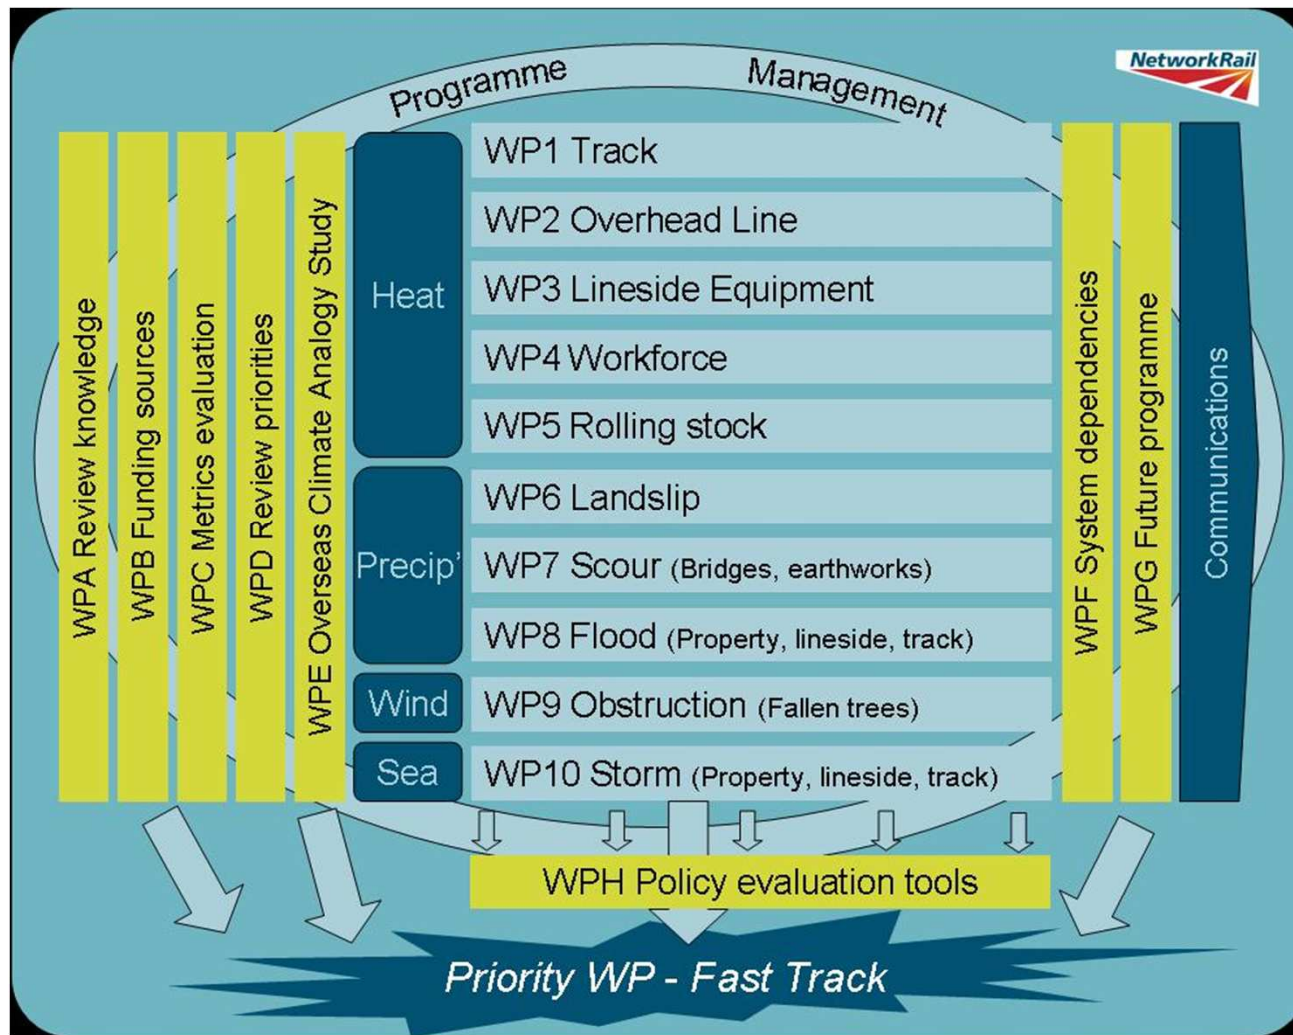 Programme Management
NetworkRail
WPA Review knowledge
WPB Funding sources
WPC Metrics evaluation
WPD Review priorities
WPE Overseas Climate Analogy Study
Heat
WP1 Track
WP2 Overhead Line
WP3 Lineside Equipment
WP4 Workforce
WP5 Rolling stock
Precip'
WP6 Landslip
WP7 Scour (Bridges, earthworks)
WP8 Flood (Property, lineside, track)
Wind
WP9 Obstruction (Fallen trees)
Sea
WP10 Storm (Property, lineside, track)
WPF System dependencies
WPG Future programme
Communications
WPH Policy evaluation tools
Priority WP - Fast Track